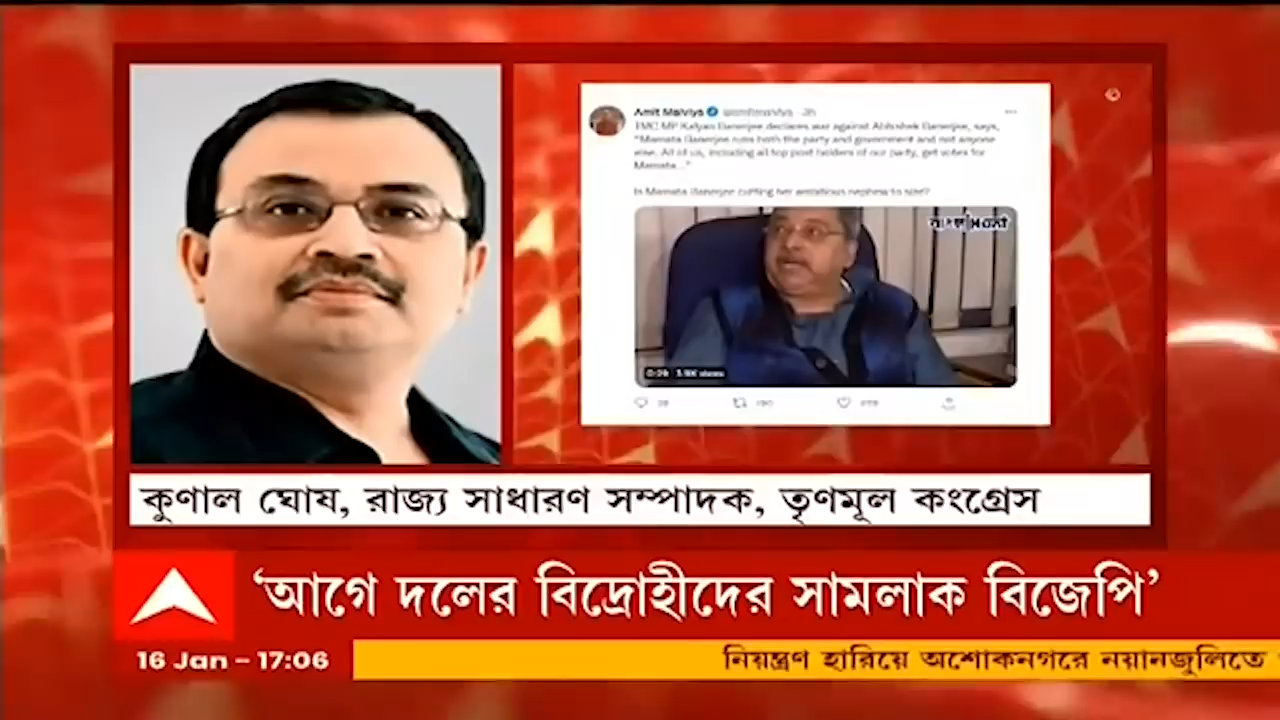 Amit Malviya
TMC MP Kalyan Banerjee declares war against Abhishek Banerjee, says,
"Mamata Banerjee runs both the party and government and not anyone
else. All of us, including all top post holders of our party, get votes for
Mamata..."
Is Mamata Banerjee cutting her ambitious nephew to size?
কুণাল ঘোষ, রাজ্য সাধারণ সম্পাদক, তৃণমূল কংগ্রেস
‘আগে দলের বিদ্রোহীদের সামলাক বিজেপি’
16 Jan – 17:06
নিয়ন্ত্রণ হারিয়ে অশোকনগরে নয়ানজুলিতে